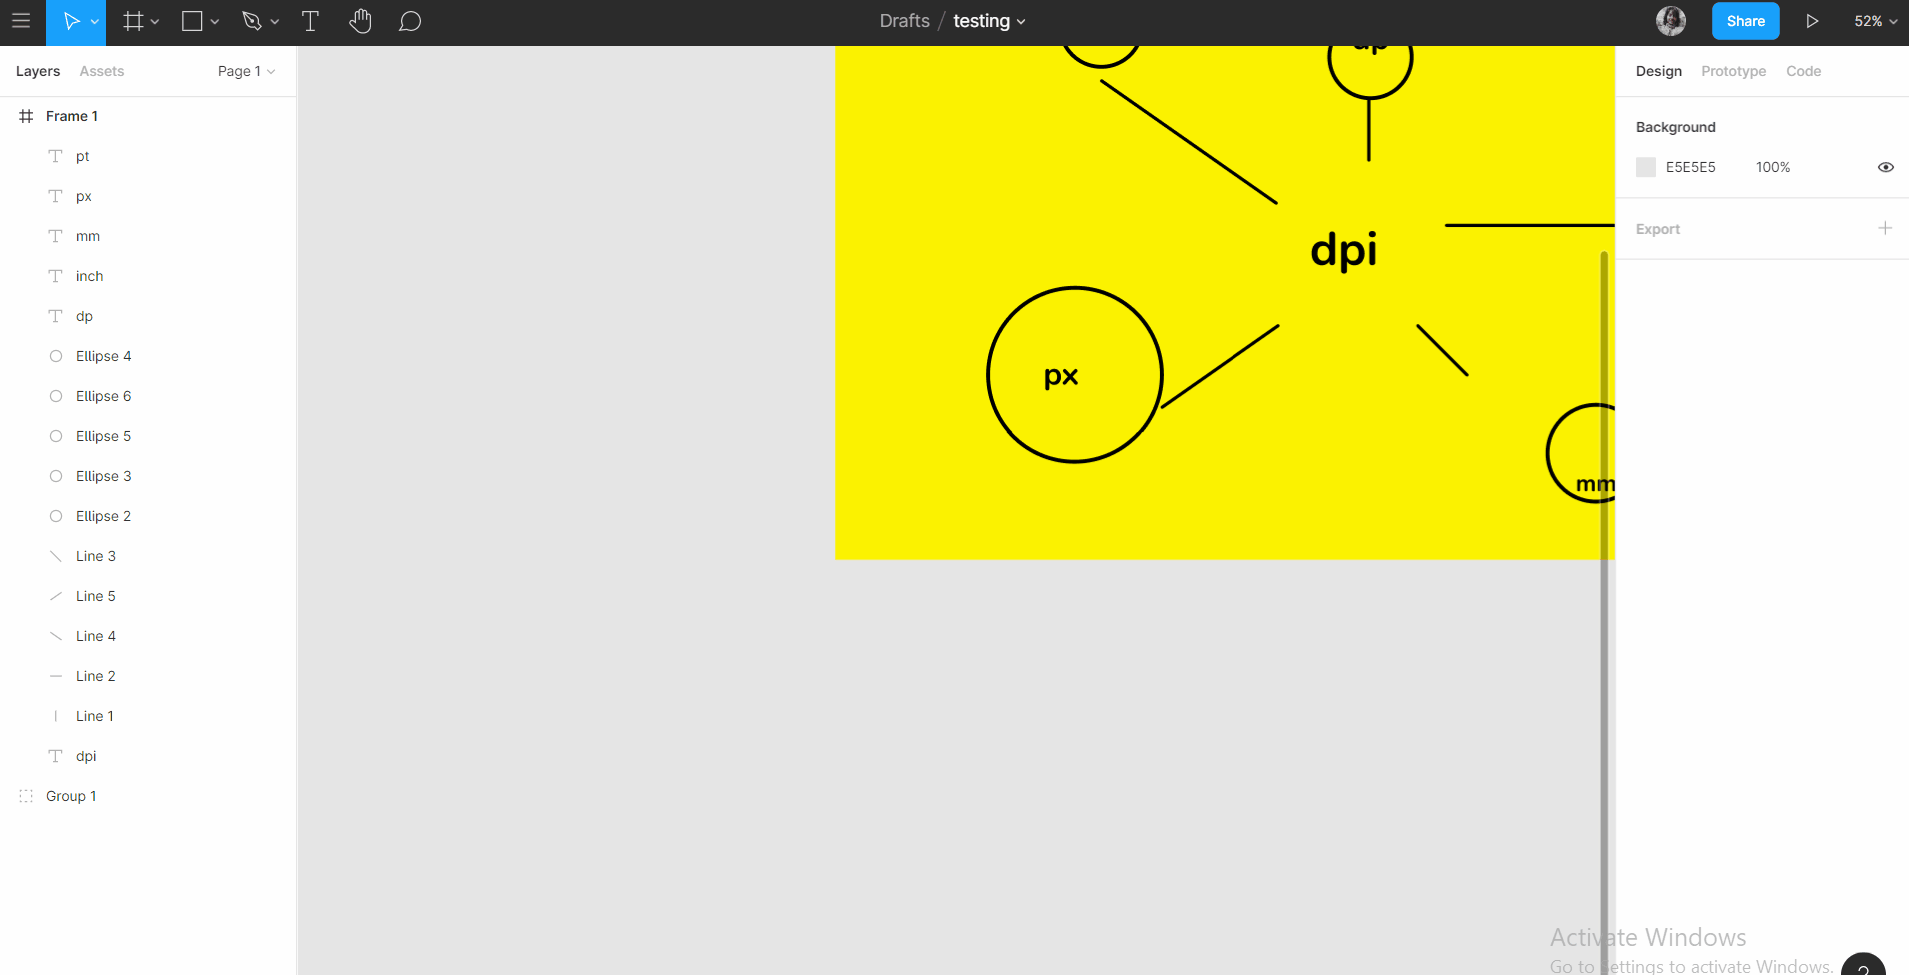 Drafts / testing
Share
52%
Layers Assets Page 1
Design Prototype Code
Frame 1
pt
px
mm
inch
dp
Ellipse 4
Ellipse 6
Ellipse 5
Ellipse 3
Ellipse 2
Line 3
Line 5
Line 4
Line 2
Line 1
dpi
Group 1
dp
dpi
px
mm
Background
E5E5E5 100%
Export
Activate Windows
Go to Settings to activate Windows.
?